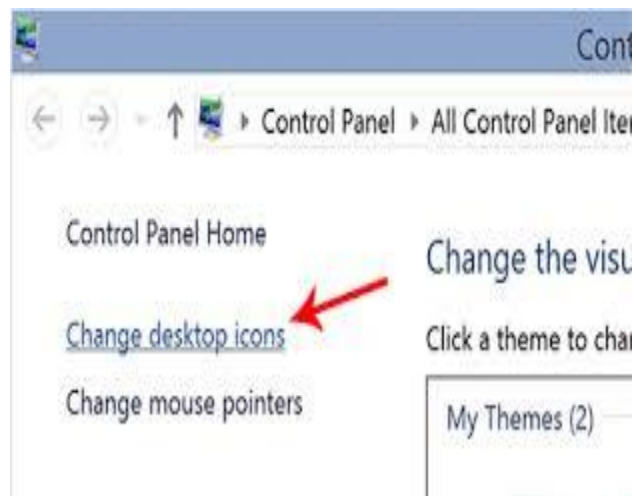 Cont
Control Panel All Control Panel Iter
Control Panel Home
Change the visu
Change desktop icons
Click a theme to char
Change mouse pointers
My Themes (2)